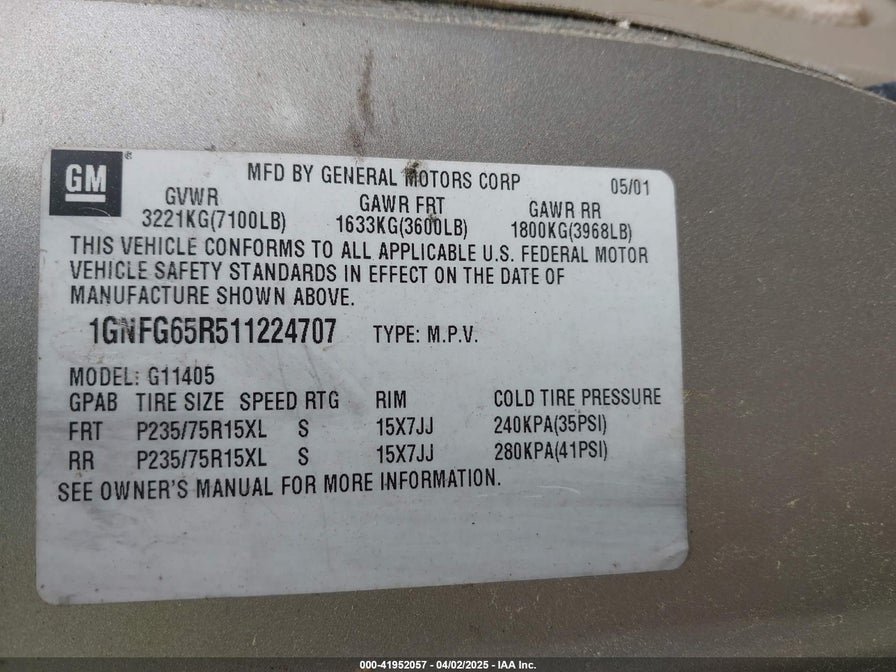 GM
MFD BY GENERAL MOTORS CORP 05/01
GVWR GAWR FRT GAWR RR
3221KG(7100LB) 1633KG(3600LB) 1800KG(3968LB)
THIS VEHICLE CONFORMS TO ALL APPLICABLE U.S. FEDERAL MOTOR
VEHICLE SAFETY STANDARDS IN EFFECT ON THE DATE OF
MANUFACTURE SHOWN ABOVE.
1GNFG65R511224707 TYPE: M.P.V.
MODEL: G11405
GPAB TIRE SIZE SPEED RTG RIM COLD TIRE PRESSURE
FRT P235/75R15XL S 15X7JJ 240KPA(35PSI)
RR P235/75R15XL S 15X7JJ 280KPA(41PSI)
SEE OWNER'S MANUAL FOR MORE INFORMATION.
000-41952057 - 04/02/2025 - IAA Inc.